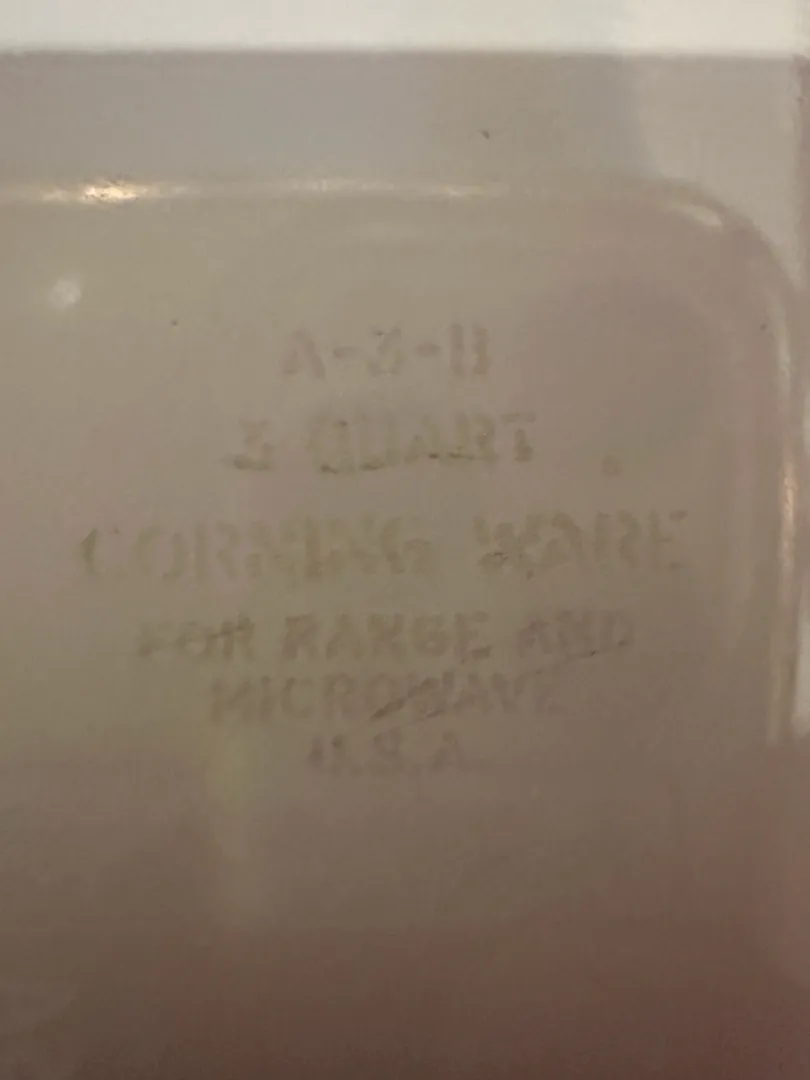 A-3-B
3 QUART
CORNING WARE
FOR RANGE AND
MICROWAVE
U.S.A.